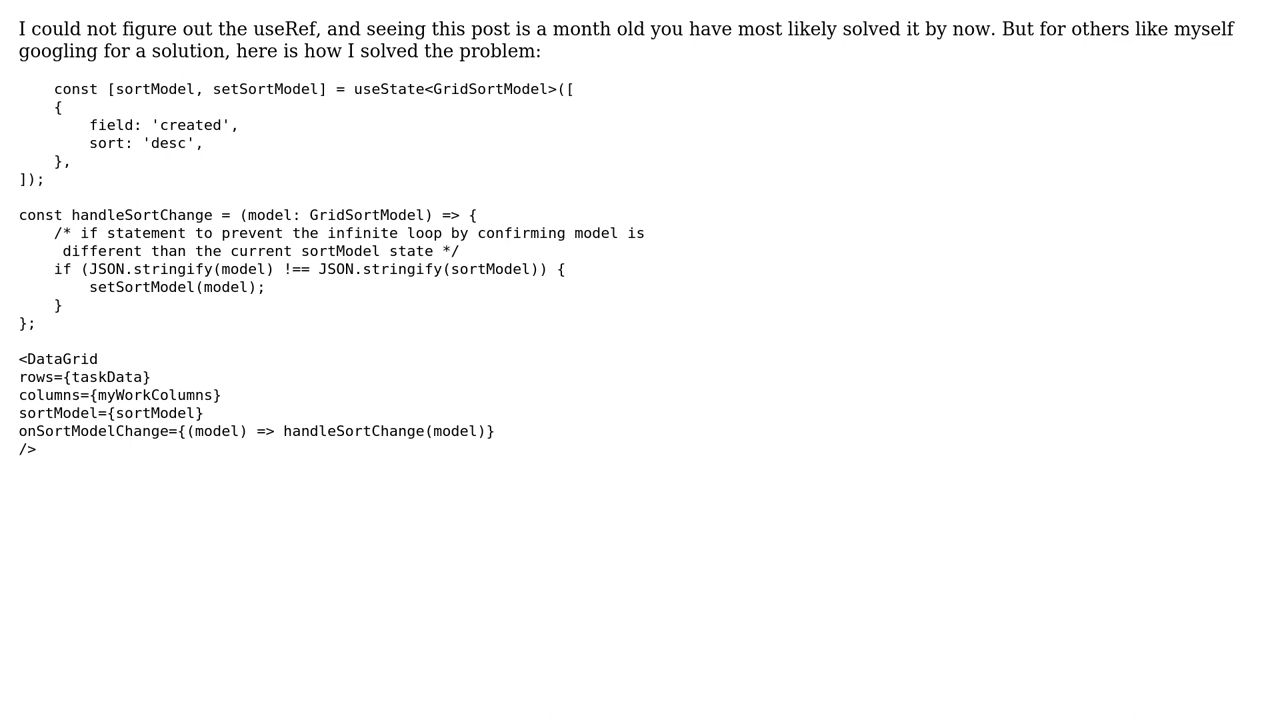 I could not figure out the useRef, and seeing this post is a month old you have most likely solved it by now. But for others like myself
googling for a solution, here is how I solved the problem:
    const [sortModel, setSortModel] = useState<GridSortModel>([
    {
        field: 'created',
        sort: 'desc',
    },
]);
const handleSortChange = (model: GridSortModel) => {
    /* if statement to prevent the infinite loop by confirming model is
     different than the current sortModel state */
    if (JSON.stringify(model) !== JSON.stringify(sortModel)) {
        setSortModel(model);
    }
};
<DataGrid
rows={taskData}
columns={myWorkColumns}
sortModel={sortModel}
onSortModelChange={(model) => handleSortChange(model)}
/>